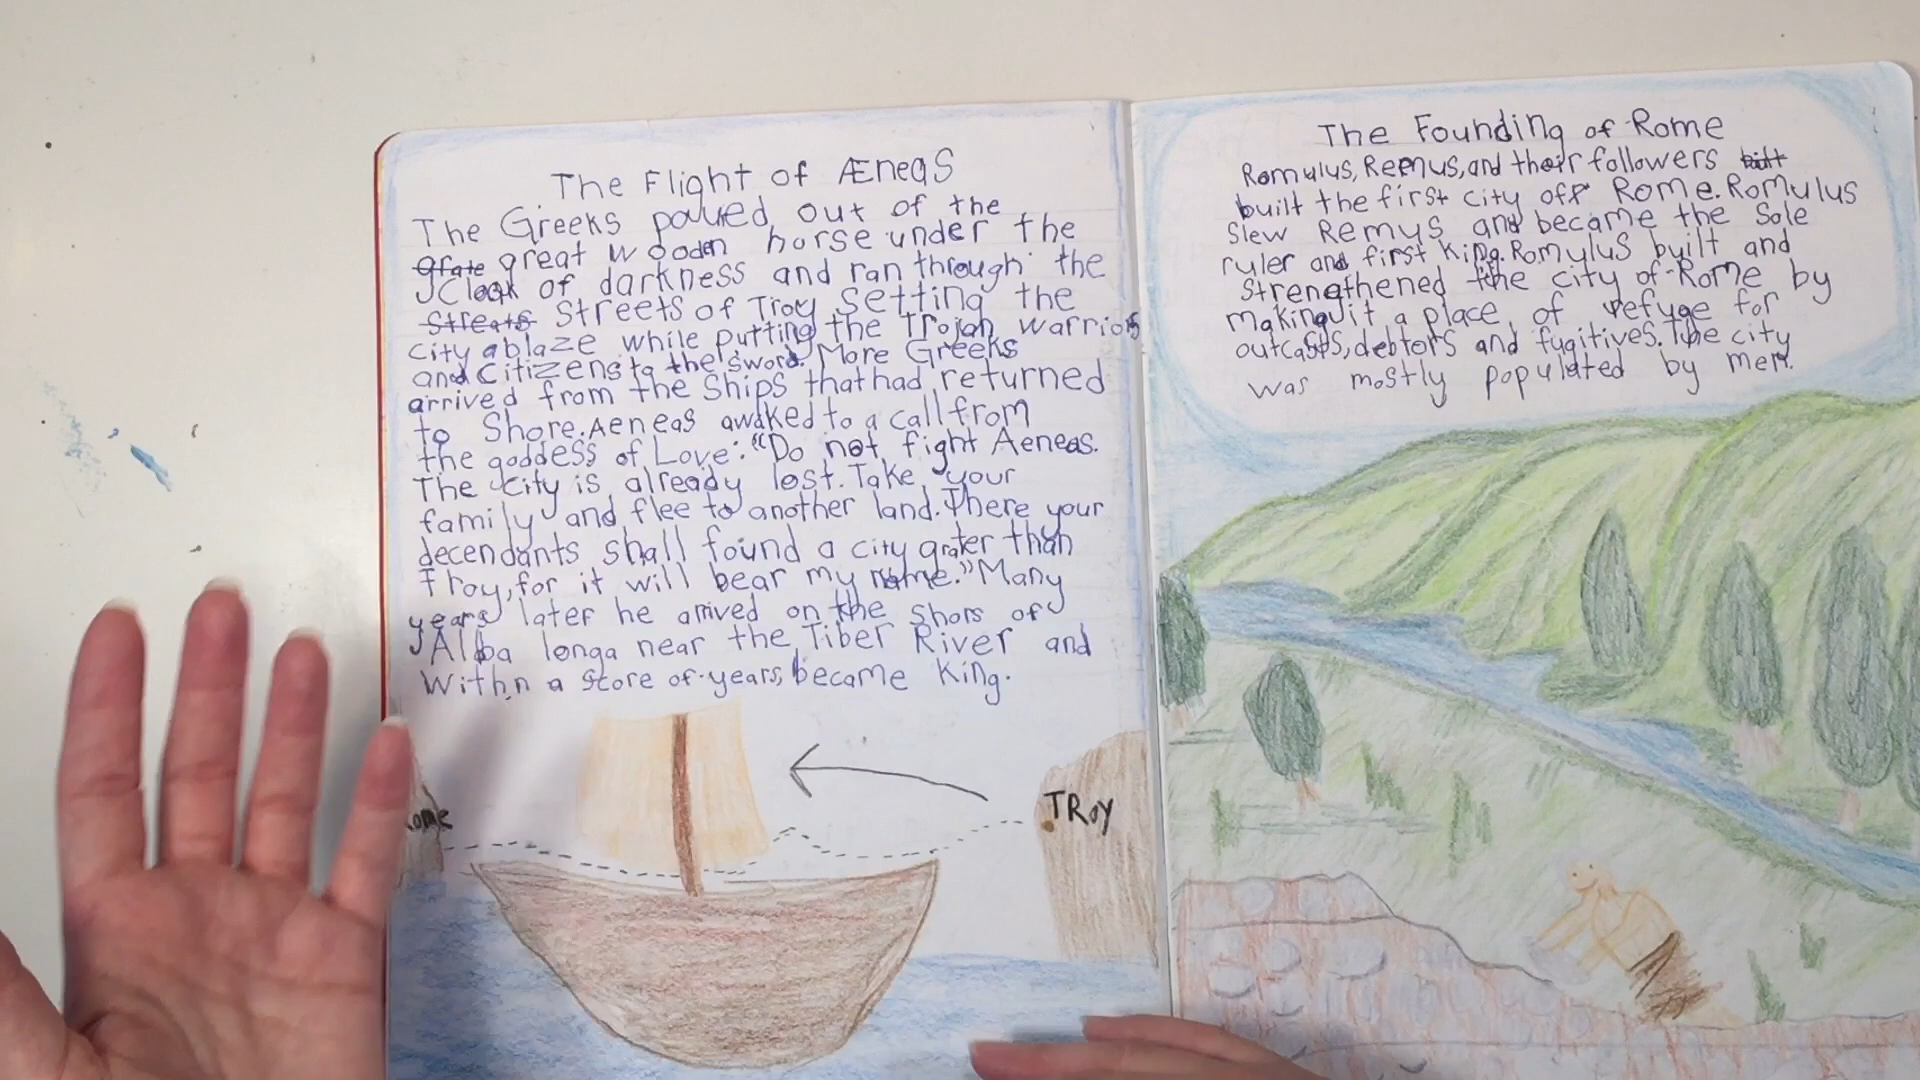 The Flight of Æneas
The Greeks poured out of the
grate great wooden horse under the
Cloak of darkness and ran through the
Streats Streets of Troy setting the
city ablaze while putting the Trojan warriors
and Citizens to the sword. More Greeks
arrived from the Ships that had returned
to Shore. Aeneas awaked to a call from
the goddess of Love: "Do not fight Aeneas.
The City is already lost. Take your
family and flee to another land. There your
decendants shall found a city grater than
Troy, for it will bear my name." Many
years later he arrived on the shors of
Alba longa near the Tiber River and
Within a store of years, became King.
Rome
TRoy
The Founding of Rome
Romulus, Remus, and their followers built
built the first city off Rome. Romulus
slew Remys and became the Sole
ruler and first King. Romulus built and
Strengthened the city of Rome by
making it a place of refuge for
outcasts, debtors and fugitives. The city
was mostly populated by men.